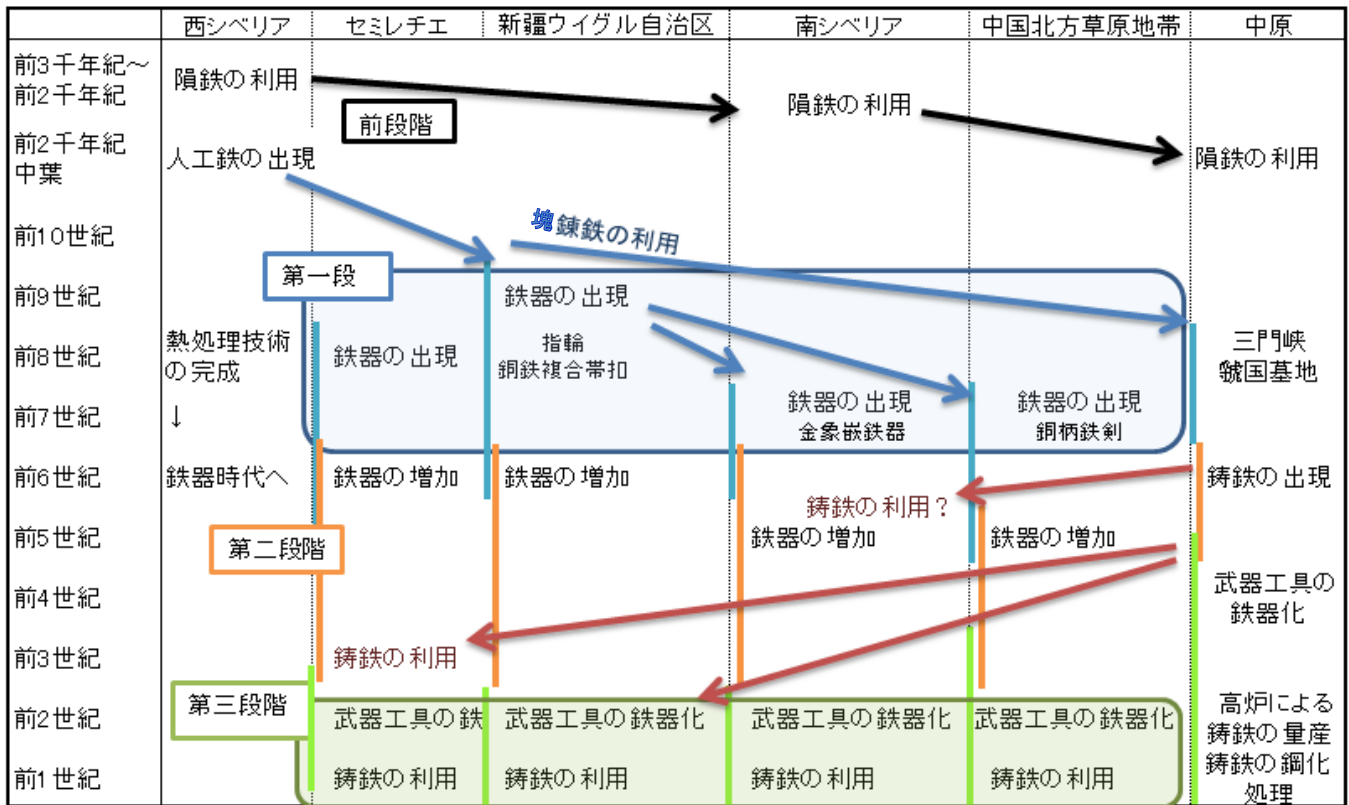 西シベリア セミレチエ 新疆ウイグル自治区 南シベリア 中国北方草原地帯 中原
前3千年紀～
前2千年紀
隕鉄の利用
前段階
隕鉄の利用
前2千年紀
中葉
人工鉄の出現
隕鉄の利用
前10世紀
塊錬鉄の利用
第一段
前9世紀
鉄器の出現
前8世紀
熱処理技術
の完成
鉄器の出現
指輪
銅鉄複合帯扣
三門峡
虢国墓地
前7世紀
↓
鉄器の出現
金象嵌鉄器
鉄器の出現
銅柄鉄剣
前6世紀
鉄器時代へ
鉄器の増加
鉄器の増加
鋳鉄の利用？
鋳鉄の出現
前5世紀
第二段階
鉄器の増加
鉄器の増加
前4世紀
武器工具の
鉄器化
前3世紀
鋳鉄の利用
第三段階
前2世紀
武器工具の鉄
武器工具の鉄器化
武器工具の鉄器化
武器工具の鉄器化
高炉による
鋳鉄の量産
前1世紀
鋳鉄の利用
鋳鉄の利用
鋳鉄の利用
鋳鉄の利用
鋳鉄の鋼化
処理